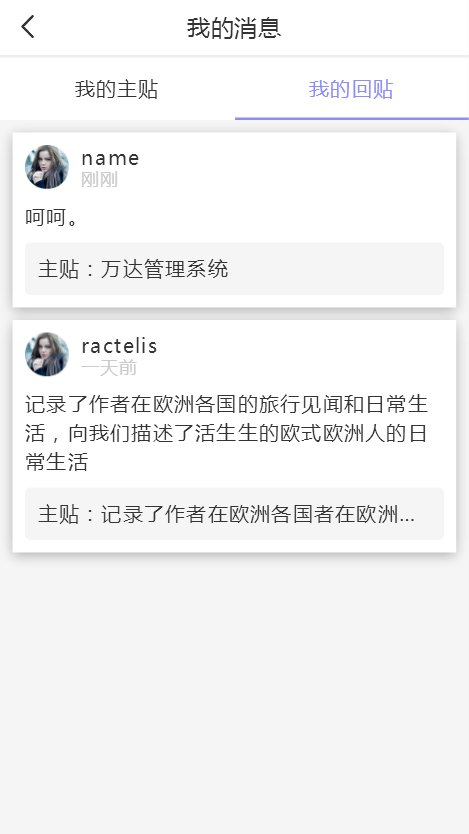 我的消息
我的主贴
我的回贴
name
刚刚
呵呵。
主贴：万达管理系统
ractelis
一天前
记录了作者在欧洲各国的旅行见闻和日常生
活，向我们描述了活生生的欧式欧洲人的日
常生活
主贴：记录了作者在欧洲各国者在欧洲...